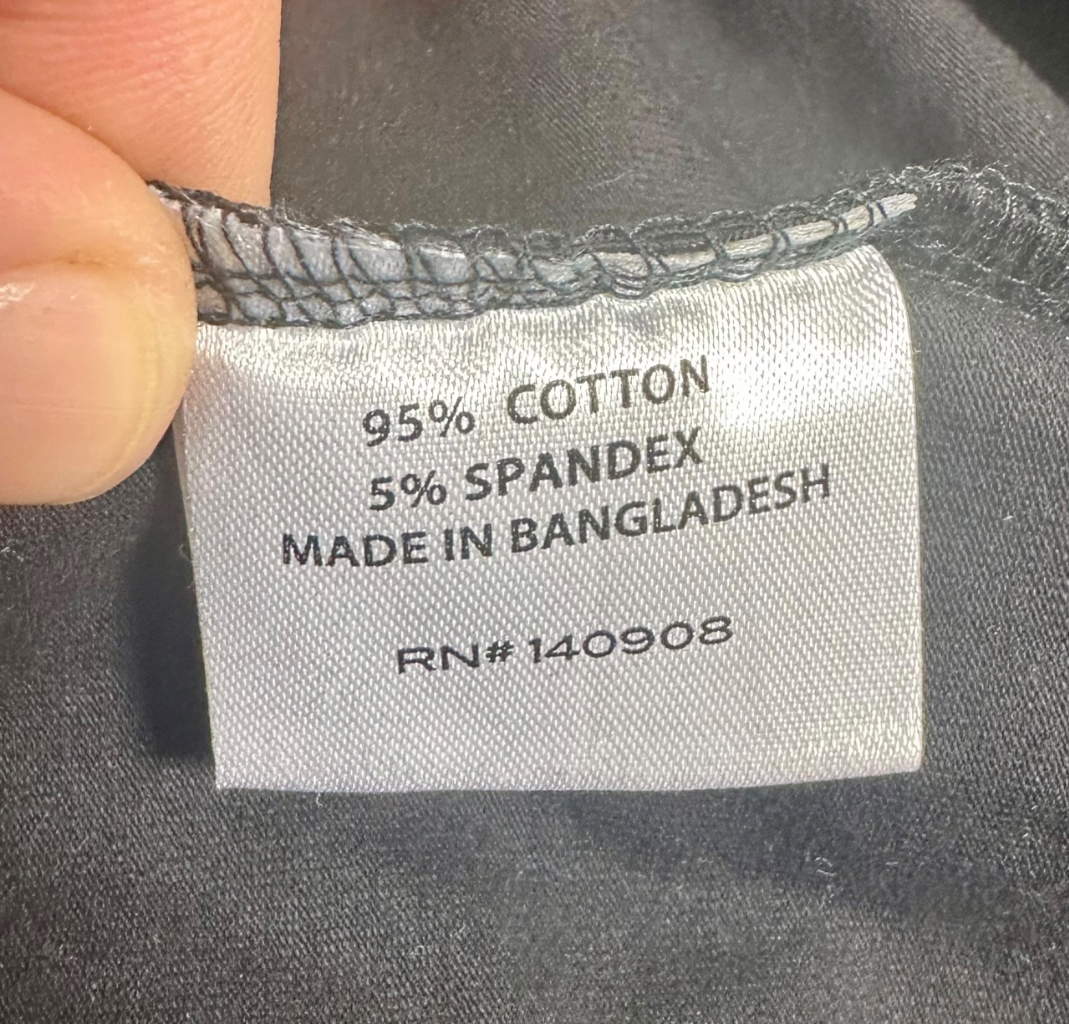 95% COTTON
5% SPANDEX
MADE IN BANGLADESH
RN# 140908